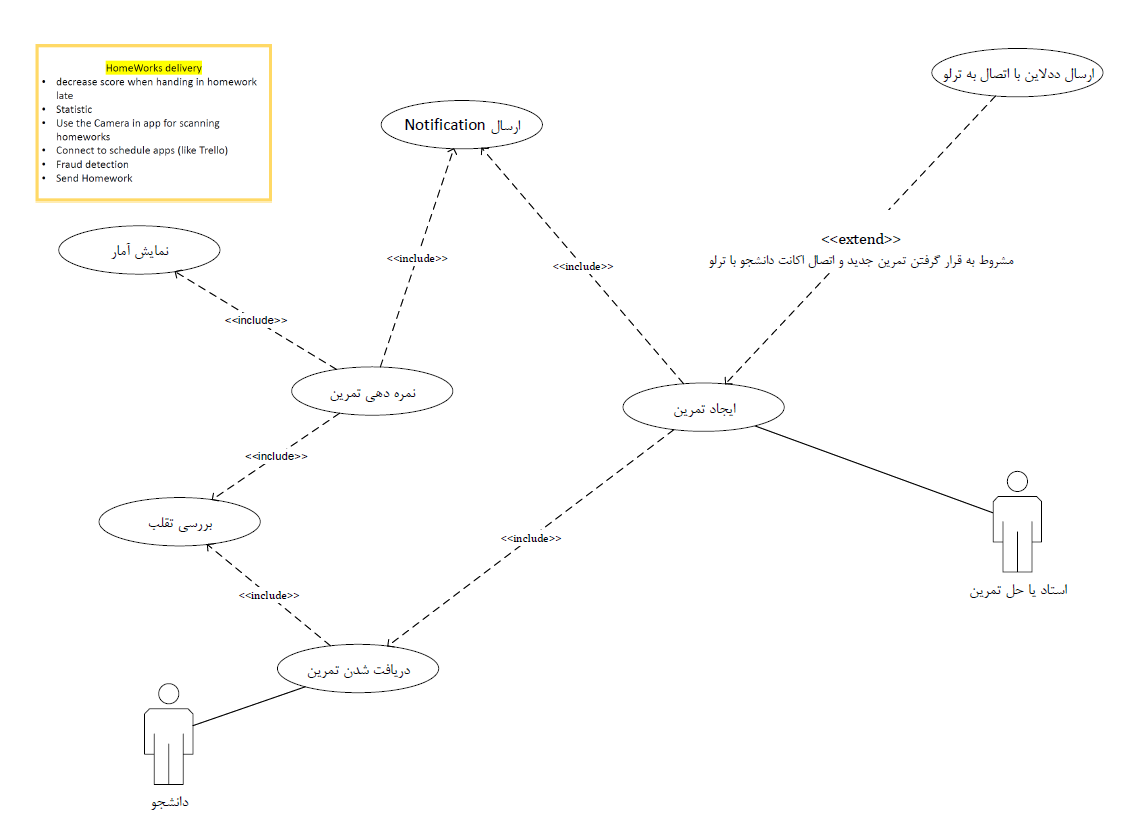 HomeWorks delivery
• decrease score when handing in homework
late
• Statistic
• Use the Camera in app for scanning
homeworks
• Connect to schedule apps (like Trello)
• Fraud detection
• Send Homework
ارسال ددلاین با اتصال به ترلو
ارسال Notification
<<extend>>
مشروط به قرار گرفتن تمرین جدید و اتصال اکانت دانشجو با ترلو
نمایش آمار
<<include>>
<<include>>
<<include>>
نمره دهی تمرین
ایجاد تمرین
<<include>>
بررسی تقلب
<<include>>
<<include>>
استاد یا حل تمرین
دریافت شدن تمرین
دانشجو